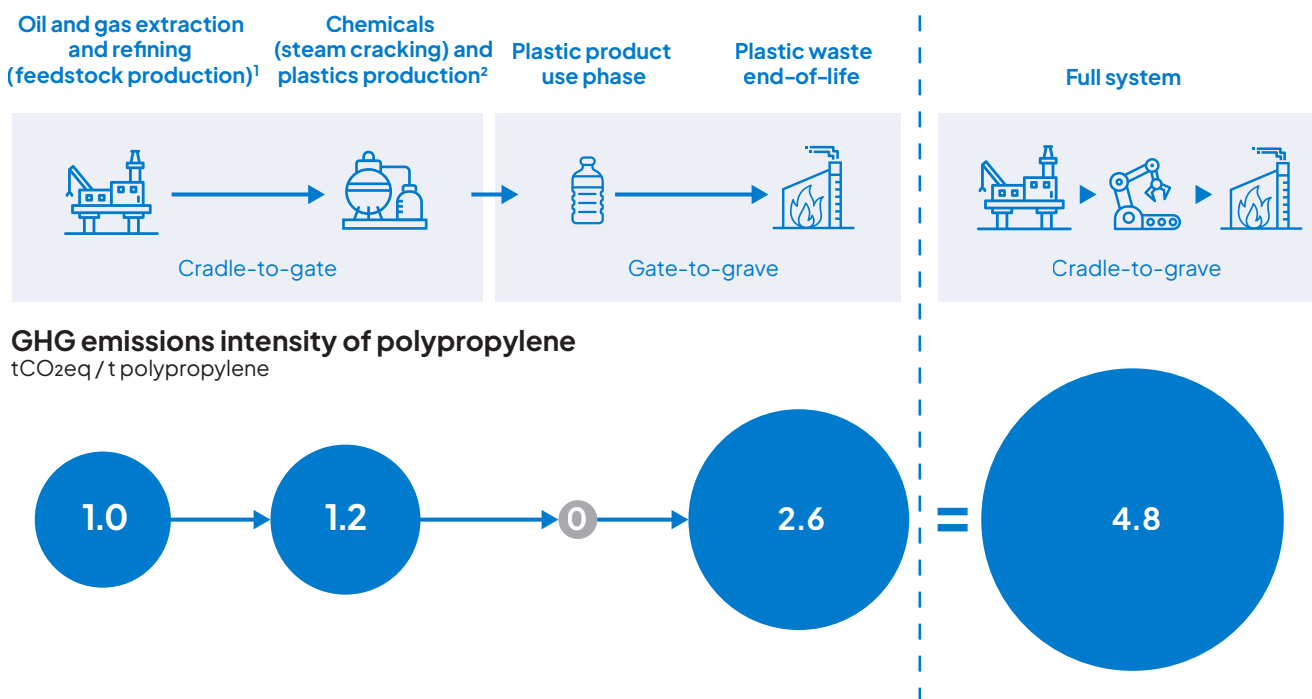 Oil and gas extraction
and refining
(feedstock production)¹
Chemicals
(steam cracking) and
plastics production²
Plastic product
use phase
Plastic waste
end-of-life
Full system
Cradle-to-gate
Gate-to-grave
Cradle-to-grave
GHG emissions intensity of polypropylene
tCO₂eq / t polypropylene
1.0
1.2
0
2.6
=
4.8